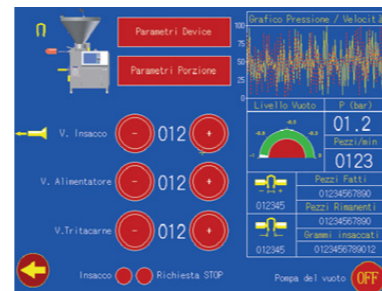 Parametri Device
Parametri Porzione
V. Insacco - 012 +
V. Alimentatore - 012 +
V.Tritacarne - 012 +
Insacco
Richiesta STOP
Grafico Pressione / Velocità
100
75
50
25
0
Livello Vuoto
P (bar)
01.2
Pezzi/min
0123
Pezzi Fatti
01234567890
012345
Pezzi Rimanenti
01234567890
Grammi insaccati
012345
0123456789012
Pompa del vuoto
OFF